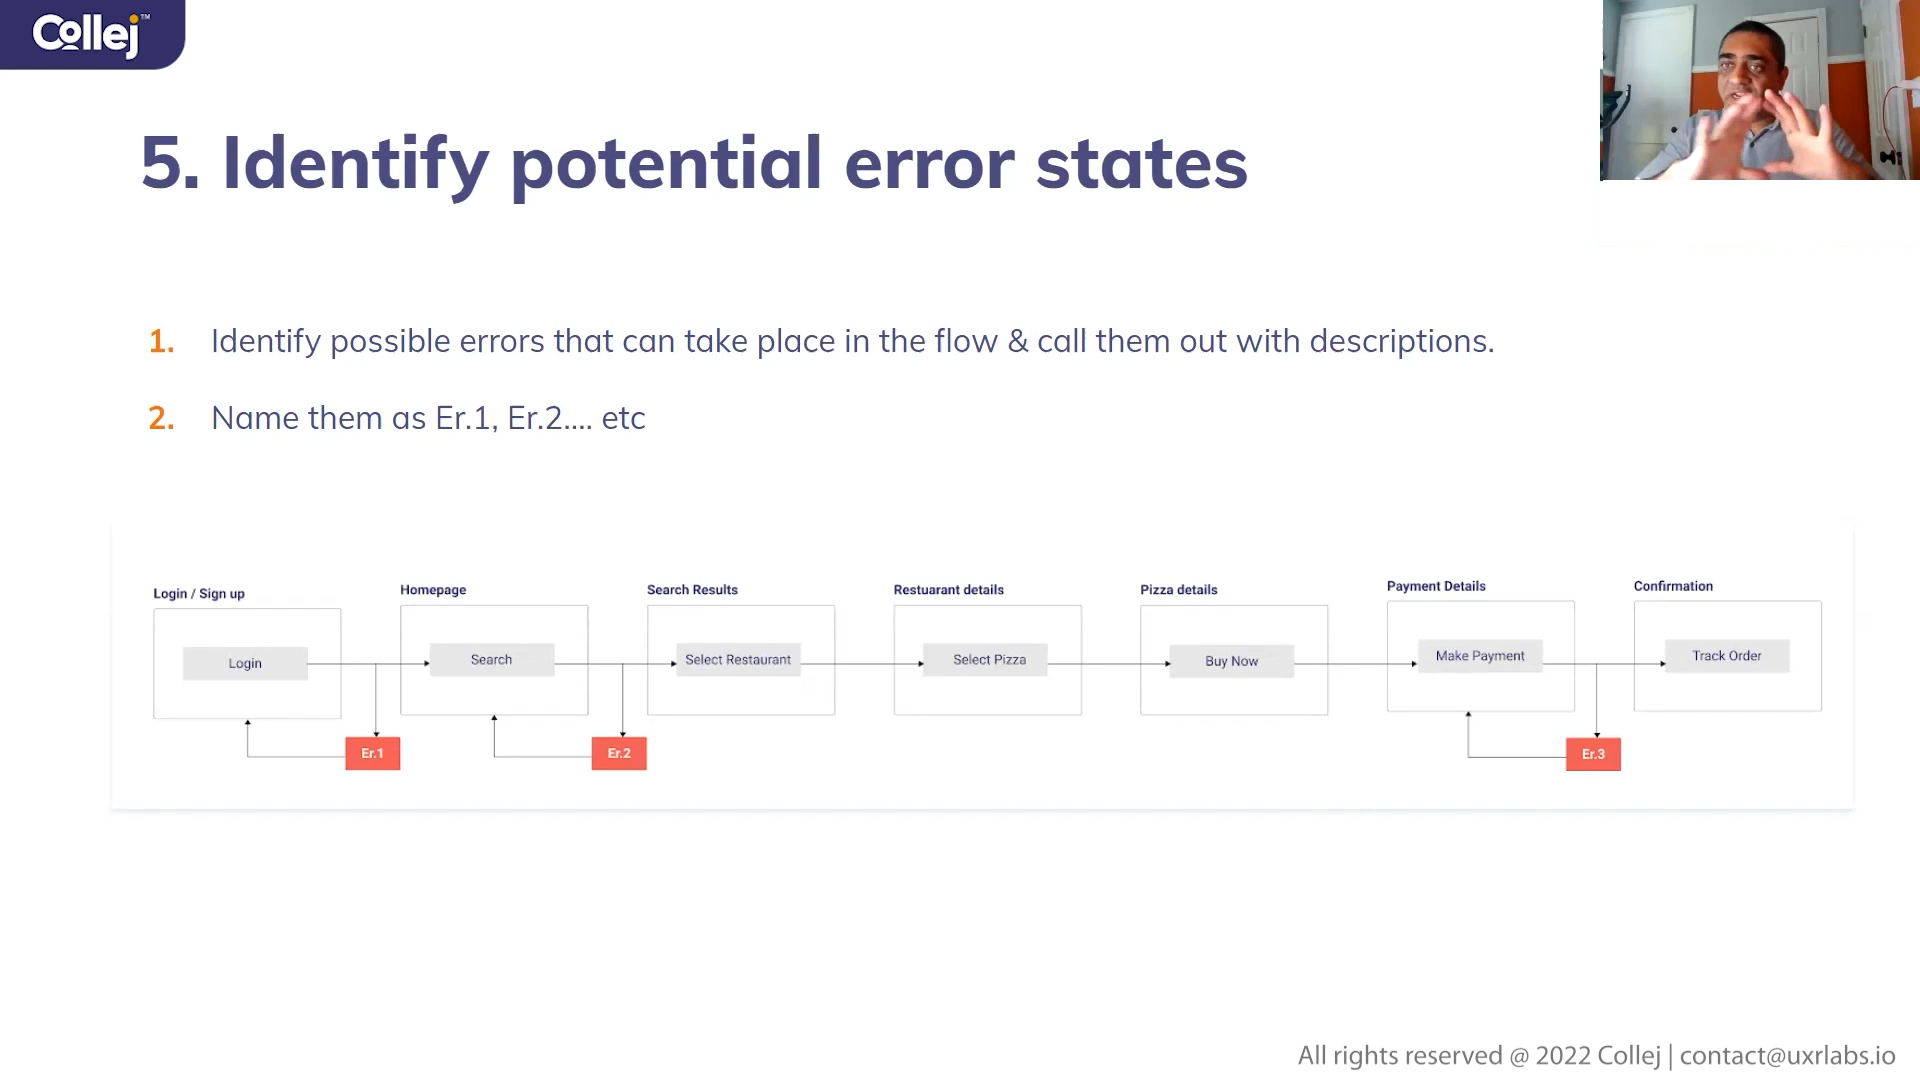 Collej™
5. Identify potential error states
1. Identify possible errors that can take place in the flow & call them out with descriptions.
2. Name them as Er.1, Er.2.... etc
Login / Sign up
Homepage
Search Results
Restuarant details
Pizza details
Payment Details
Confirmation
Login
Search
Select Restaurant
Select Pizza
Buy Now
Make Payment
Track Order
Er.1
Er.2
Er.3
All rights reserved @ 2022 Collej | contact@uxrlabs.io